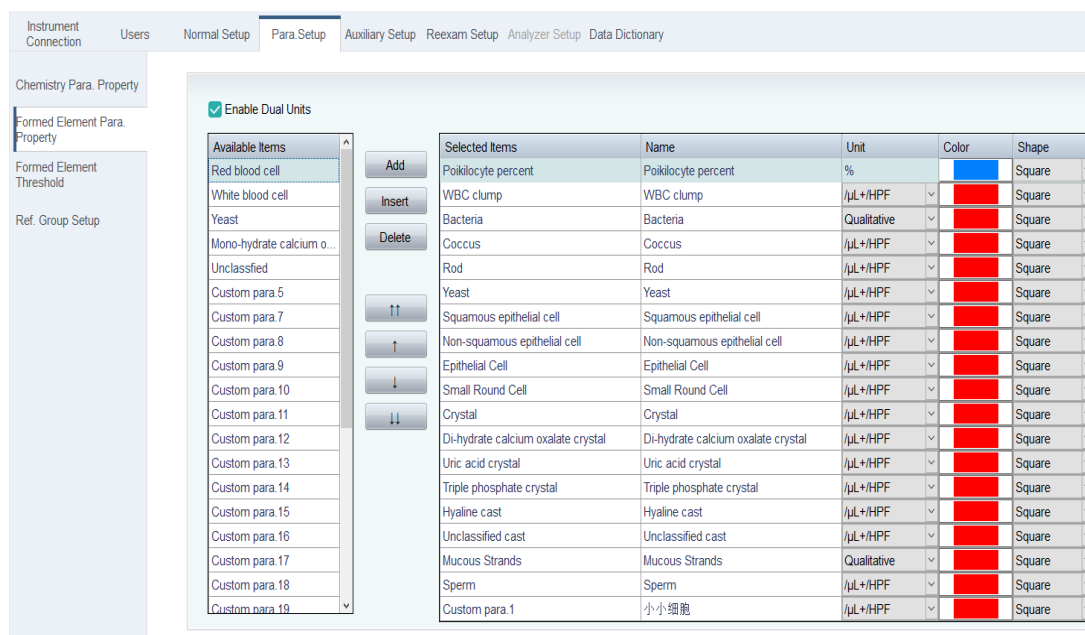 Instrument Connection
Users
Normal Setup
Para.Setup
Auxiliary Setup
Reexam Setup
Analyzer Setup
Data Dictionary
Chemistry Para. Property
Formed Element Para.
Property
Formed Element
Threshold
Ref. Group Setup
Enable Dual Units
Available Items
Red blood cell
White blood cell
Yeast
Mono-hydrate calcium o...
Unclassfied
Custom para.5
Custom para.7
Custom para.8
Custom para.9
Custom para.10
Custom para.11
Custom para.12
Custom para.13
Custom para.14
Custom para.15
Custom para.16
Custom para.17
Custom para.18
Custom para.19
Add
Insert
Delete
↑↑
↑
↓
↓↓
Selected Items Name Unit Color Shape
Poikilocyte percent Poikilocyte percent % Square
WBC clump WBC clump /µL+/HPF Square
Bacteria Bacteria Qualitative Square
Coccus Coccus /µL+/HPF Square
Rod Rod /µL+/HPF Square
Yeast Yeast /µL+/HPF Square
Squamous epithelial cell Squamous epithelial cell /µL+/HPF Square
Non-squamous epithelial cell Non-squamous epithelial cell /µL+/HPF Square
Epithelial Cell Epithelial Cell /µL+/HPF Square
Small Round Cell Small Round Cell /µL+/HPF Square
Crystal Crystal /µL+/HPF Square
Di-hydrate calcium oxalate crystal Di-hydrate calcium oxalate crystal /µL+/HPF Square
Uric acid crystal Uric acid crystal /µL+/HPF Square
Triple phosphate crystal Triple phosphate crystal /µL+/HPF Square
Hyaline cast Hyaline cast /µL+/HPF Square
Unclassified cast Unclassified cast /µL+/HPF Square
Mucous Strands Mucous Strands Qualitative Square
Sperm Sperm /µL+/HPF Square
Custom para.1 小小细胞 /µL+/HPF Square